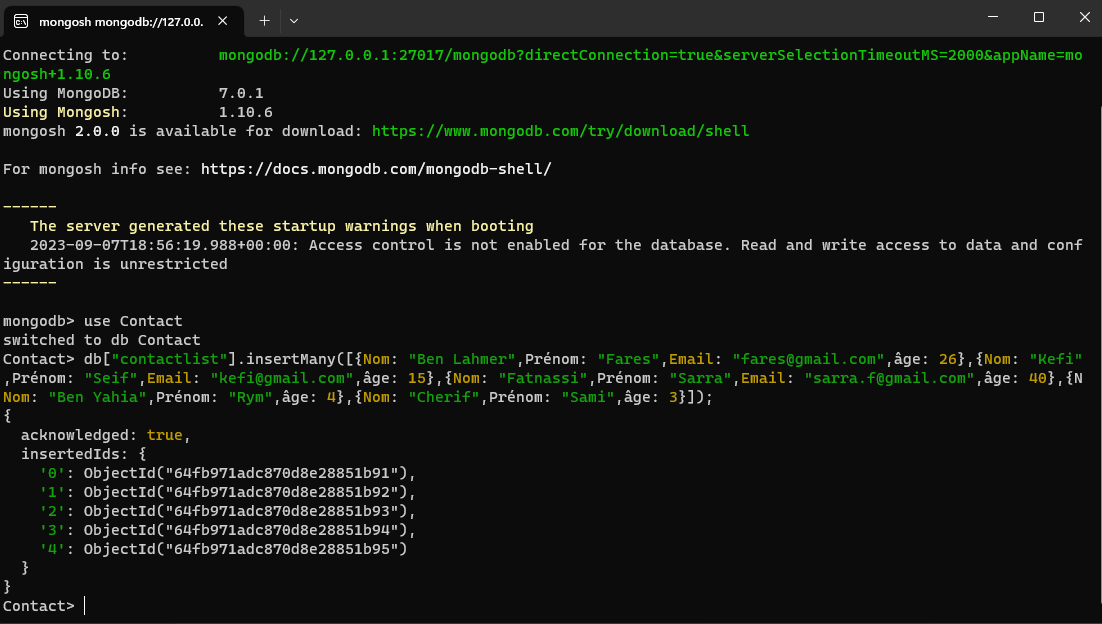 mongosh mongodb://127.0.0.
Connecting to:          mongodb://127.0.0.1:27017/mongodb?directConnection=true&serverSelectionTimeoutMS=2000&appName=mo
ngosh+1.10.6
Using MongoDB:          7.0.1
Using Mongosh:          1.10.6
mongosh 2.0.0 is available for download: https://www.mongodb.com/try/download/shell
For mongosh info see: https://docs.mongodb.com/mongodb-shell/
------
   The server generated these startup warnings when booting
   2023-09-07T18:56:19.988+00:00: Access control is not enabled for the database. Read and write access to data and conf
iguration is unrestricted
------
mongodb> use Contact
switched to db Contact
Contact> db["contactlist"].insertMany([{Nom: "Ben Lahmer",Prénom: "Fares",Email: "fares@gmail.com",âge: 26},{Nom: "Kefi"
,Prénom: "Seif",Email: "kefi@gmail.com",âge: 15},{Nom: "Fatnassi",Prénom: "Sarra",Email: "sarra.f@gmail.com",âge: 40},{N
Nom: "Ben Yahia",Prénom: "Rym",âge: 4},{Nom: "Cherif",Prénom: "Sami",âge: 3}]);
{
  acknowledged: true,
  insertedIds: {
    '0': ObjectId("64fb971adc870d8e28851b91"),
    '1': ObjectId("64fb971adc870d8e28851b92"),
    '2': ObjectId("64fb971adc870d8e28851b93"),
    '3': ObjectId("64fb971adc870d8e28851b94"),
    '4': ObjectId("64fb971adc870d8e28851b95")
  }
}
Contact>